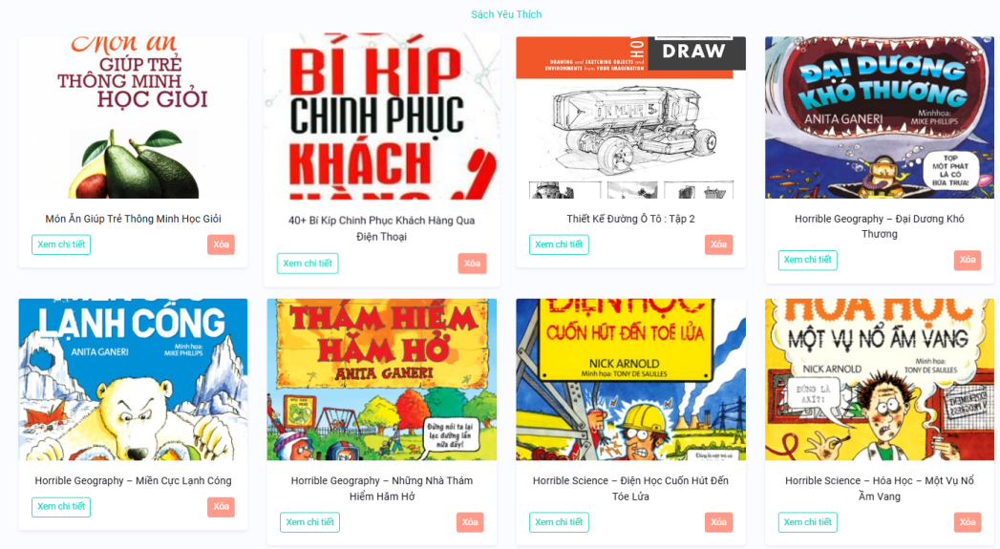 Sách Yêu Thích
Món ăn
GIÚP TRẺ
THÔNG MINH
HỌC GIỎI
Món Ăn Giúp Trẻ Thông Minh Học Giỏi
Xem chi tiết
Xóa
BÍ KÍP
CHINH PHỤC
KHÁCH
HÀNG
40+ Bí Kíp Chinh Phục Khách Hàng Qua
Điện Thoại
Xem chi tiết
Xóa
HOW
DRAW
DRAWING and SKETCHING OBJECTS and
ENVIRONMENTS from YOUR IMAGINATION
Thiết Kế Đường Ô Tô : Tập 2
Xem chi tiết
Xóa
ĐẠI DƯƠNG
KHÓ THƯƠNG
ANITA GANERI
Minh họa:
MIKE PHILLIPS
TỢP
MỘT PHÁT
LÀ CÓ
BỮA TRƯA!
Horrible Geography – Đại Dương Khó
Thương
Xem chi tiết
Xóa
MIỀN CỰC
LẠNH CÓNG
ANITA GANERI
Minh họa:
MIKE PHILLIPS
Horrible Geography – Miền Cực Lạnh Cóng
Xem chi tiết
Xóa
THÁM HIỂM
HĂM HỞ
ANITA GANERI
Đừng nói ta lại
lạc đường lần
nữa đấy!
Horrible Geography – Những Nhà Thám
Hiểm Hăm Hở
Xem chi tiết
Xóa
ĐIỆN HỌC
CUỐN HÚT ĐẾN TOÉ LỬA
NICK ARNOLD
Minh họa: TONY DE SAULLES
Horrible Science – Điện Học Cuốn Hút Đến
Tóe Lửa
Xem chi tiết
Xóa
HÓA HỌC
MỘT VỤ NỔ ẦM VANG
NICK ARNOLD
Minh họa:
TONY DE SAULLES
ĐÚNG LÀ
AXÍT!
Horrible Science – Hóa Học – Một Vụ Nổ
Ầm Vang
Xem chi tiết
Xóa